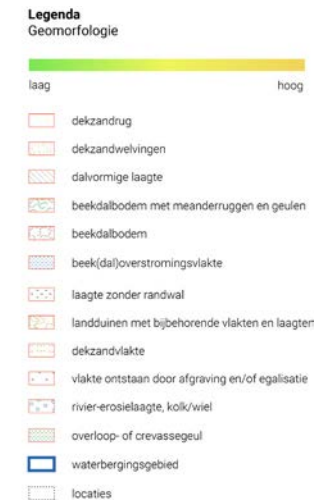 Legenda
Geomorfologie
laag hoog
dekzandrug
dekzandwelvingen
dalvormige laagte
beekdalbodem met meanderruggen en geulen
beekdalbodem
beek(dal)overstromingsvlakte
laagte zonder randwal
landduinen met bijbehorende vlakten en laagten
dekzandvlakte
vlakte ontstaan door afgraving en/of egalisatie
rivier-erosielaagte, kolk/wiel
overloop- of crevassegeul
waterbergingsgebied
locaties